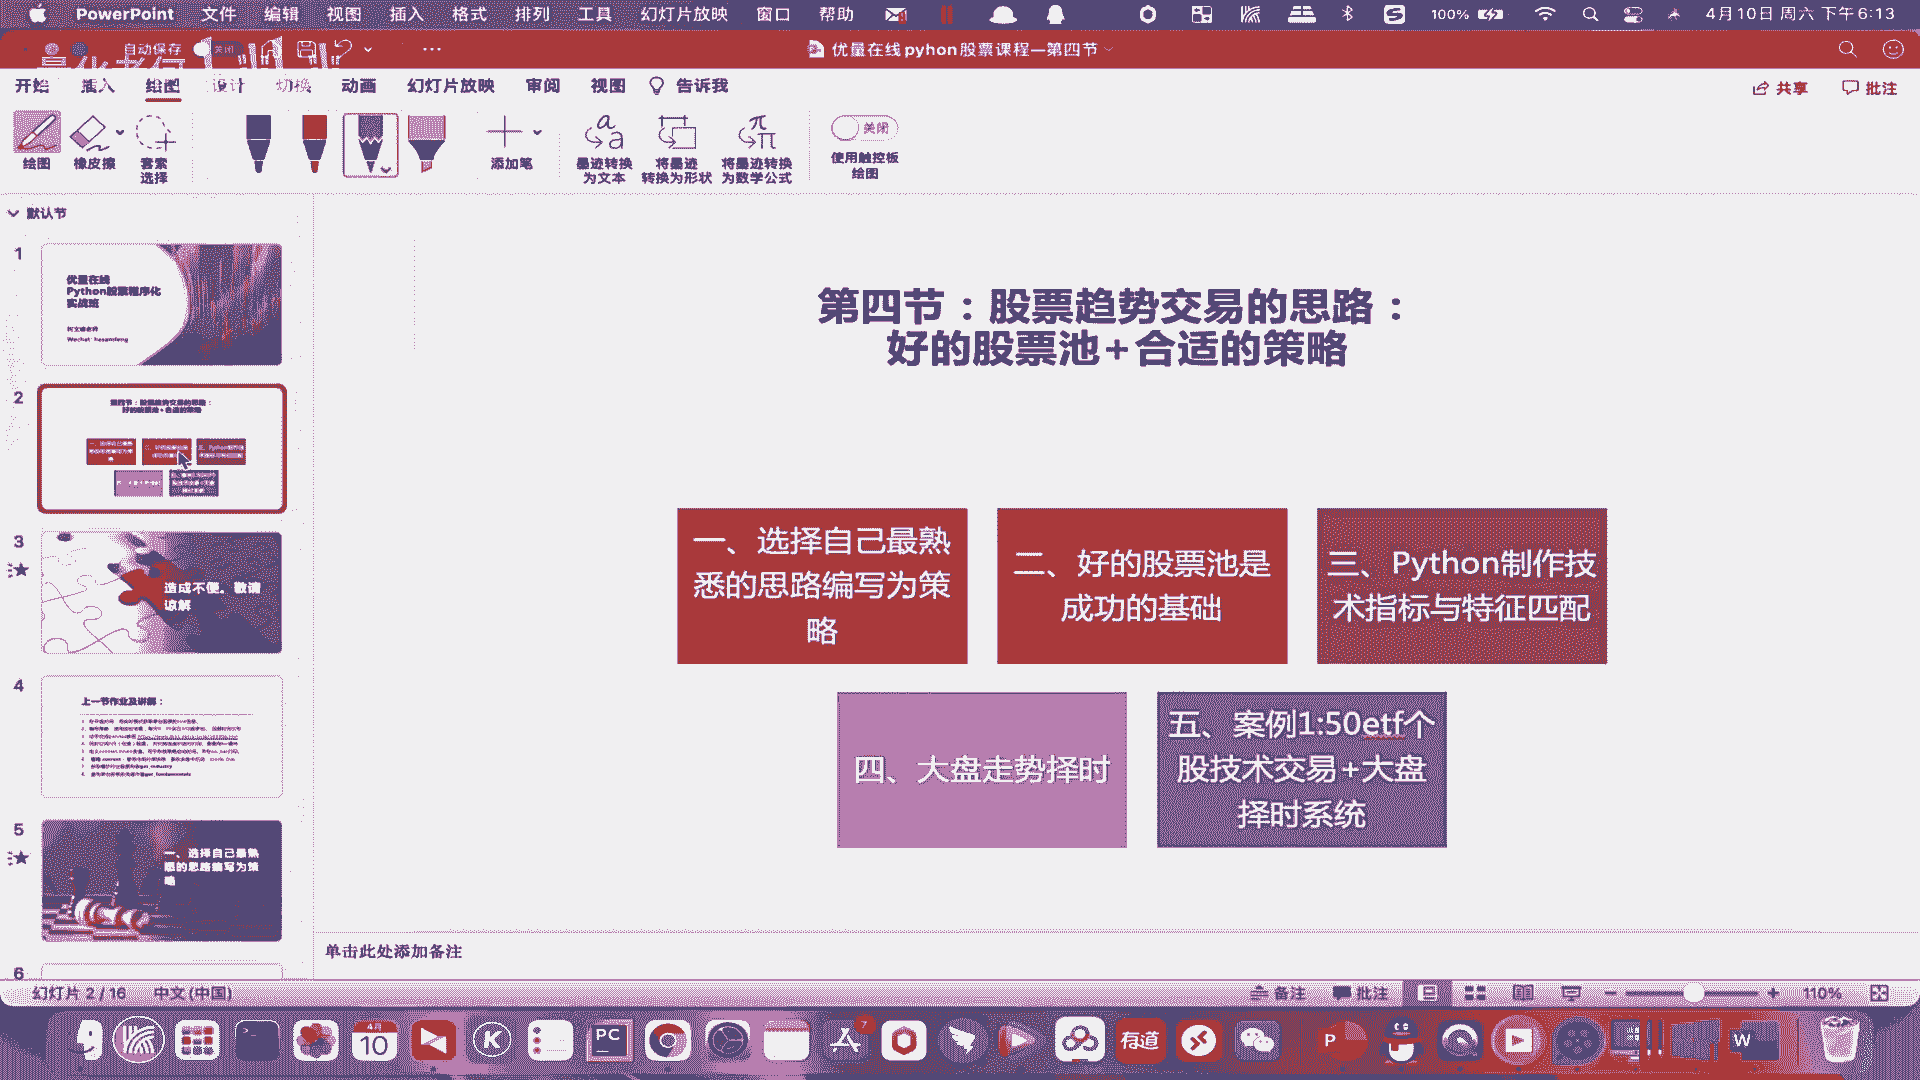 PowerPoint 文件 编辑 视图 插入 格式 排列 工具 幻灯片放映 窗口 帮助 100% 4月10日 周六 下午6:13
自动保存 关闭 优量在线pyhon股票课程—第四节
开始 插入 绘图 设计 切换 动画 幻灯片放映 审阅 视图 告诉我 共享 批注
绘图 橡皮擦 套索
选择
添加笔
墨迹转换
为文本
将墨迹
转换为形状
将墨迹转换
为数学公式
关闭
使用触控板
绘图
默认节
1
优量在线
Python股票程序化
实战班
2
3
造成不便。敬请
谅解
4
上一节作业及讲解：
5
一、选择自己最熟
悉的思路编写为策
略
6
第四节：股票趋势交易的思路：
好的股票池+合适的策略
一、选择自己最熟
悉的思路编写为策
略
二、好的股票池是
成功的基础
三、Python制作技
术指标与特征匹配
四、大盘走势择时
五、案例1:50etf个
股技术交易+大盘
择时系统
单击此处添加备注
幻灯片 2 / 16 中文(中国) 备注 批注 110%
4月
10
PC
7
有道
P
W